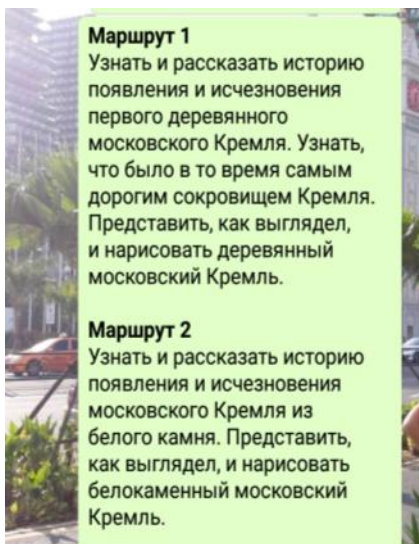 Маршрут 1
Узнать и рассказать историю
появления и исчезновения
первого деревянного
московского Кремля. Узнать,
что было в то время самым
дорогим сокровищем Кремля.
Представить, как выглядел,
и нарисовать деревянный
московский Кремль.
Маршрут 2
Узнать и рассказать историю
появления и исчезновения
московского Кремля из
белого камня. Представить,
как выглядел, и нарисовать
белокаменный московский
Кремль.